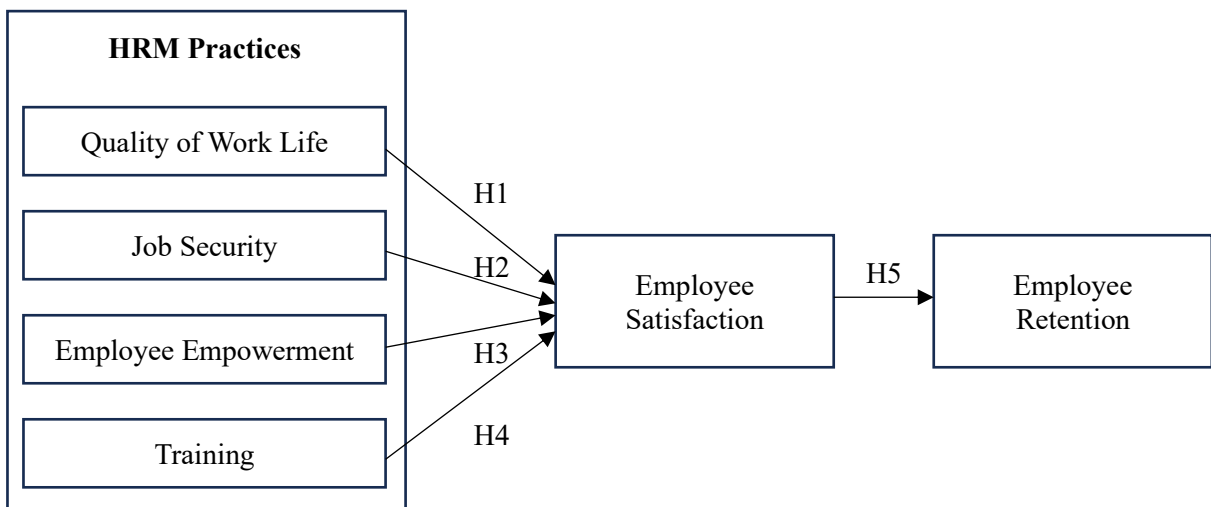 HRM Practices
Quality of Work Life
H1
Job Security
H2
Employee
Satisfaction
H5
Employee
Retention
Employee Empowerment
H3
H4
Training